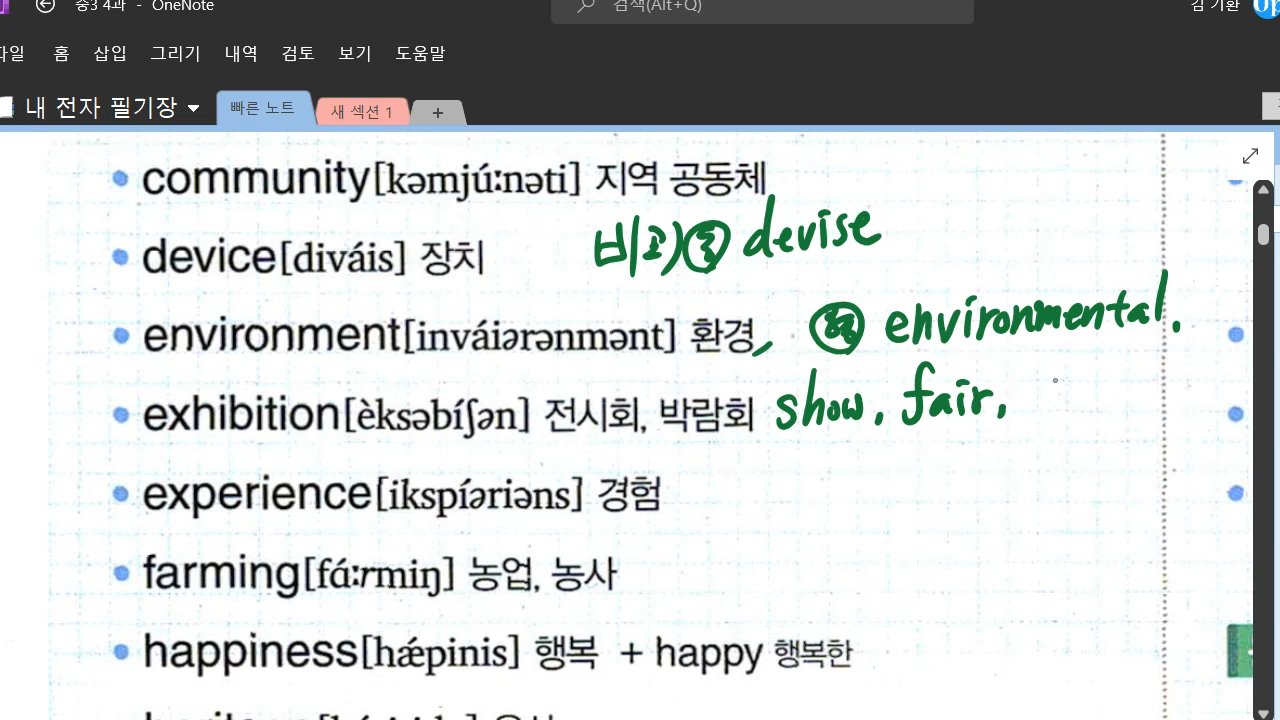 중3 4과 - OneNote
검색(Alt+Q)
김 기환
파일 홈 삽입 그리기 내역 검토 보기 도움말
내 전자 필기장 빠른 노트 새 섹션 1 +
community[kəmjúːnəti] 지역 공동체
device[diváis] 장치 비교) 동 devise
environment[inváiərənmənt] 환경, 형 environmental.
exhibition[èksəbíʃən] 전시회, 박람회 show, fair,
experience[ikspíəriəns] 경험
farming[fáːrmiŋ] 농업, 농사
happiness[hǽpinis] 행복 + happy 행복한